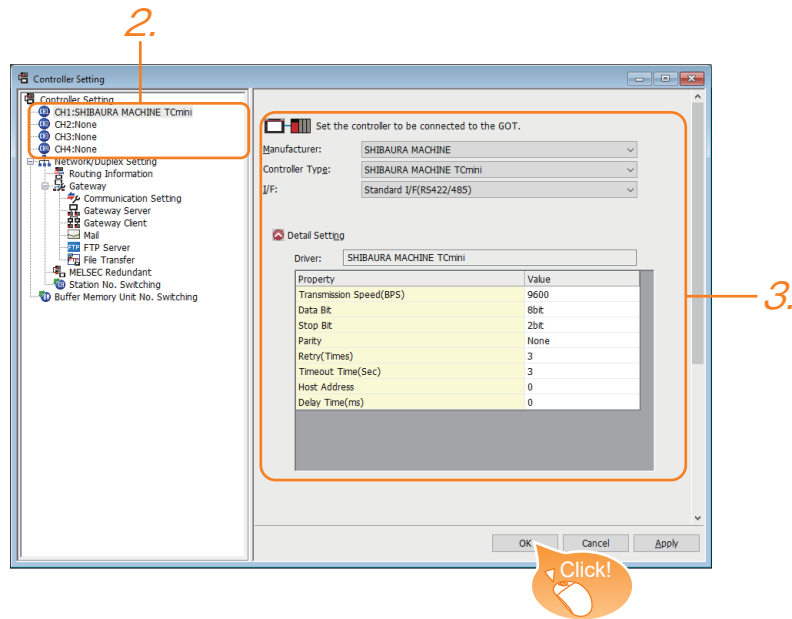 2.
Controller Setting
Controller Setting
CH1:SHIBAURA MACHINE TCmini
CH2:None
CH3:None
CH4:None
Network/Duplex Setting
Routing Information
Gateway
Communication Setting
Gateway Server
Gateway Client
Mail
FTP FTP Server
File Transfer
MELSEC Redundant
Station No. Switching
Buffer Memory Unit No. Switching
Set the controller to be connected to the GOT.
Manufacturer: SHIBAURA MACHINE
Controller Type: SHIBAURA MACHINE TCmini
I/F: Standard I/F(RS422/485)
Detail Setting
Driver: SHIBAURA MACHINE TCmini
Property Value
Transmission Speed(BPS) 9600
Data Bit 8bit
Stop Bit 2bit
Parity None
Retry(Times) 3
Timeout Time(Sec) 3
Host Address 0
Delay Time(ms) 0
3.
OK Cancel Apply
Click!